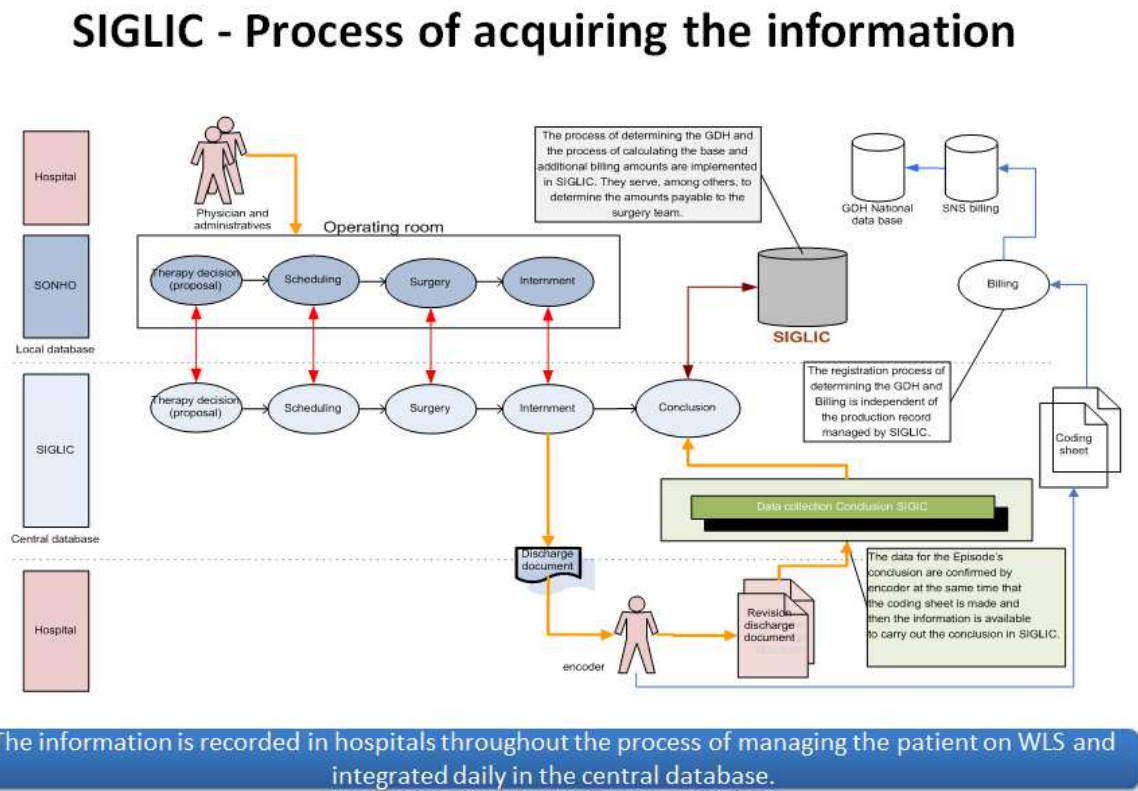 SIGLIC - Process of acquiring the information
Hospital
Physician and
administratives
The process of determining the GDH and
the process of calculating the base and
additional billing amounts are implemented
in SIGLIC. They serve, among others, to
determine the amounts payable to the
surgery team.
GDH National
data base
SNS billing
Operating room
SONHO
Local database
Therapy decision
(proposal)
Scheduling
Surgery
Internment
SIGLIC
Billing
The registration process of
determining the GDH and
Billing is independent of
the production record
managed by SIGLIC.
SIGLIC
Central database
Therapy decision
(proposal)
Scheduling
Surgery
Internment
Conclusion
Coding
sheet
Data collection Conclusion SIGIC
Discharge
document
The data for the Episode's
conclusion are confirmed by
encoder at the same time that
the coding sheet is made and
then the information is available
to carry out the conclusion in SIGLIC.
Hospital
encoder
Revision
discharge
document
The information is recorded in hospitals throughout the process of managing the patient on WLS and
integrated daily in the central database.